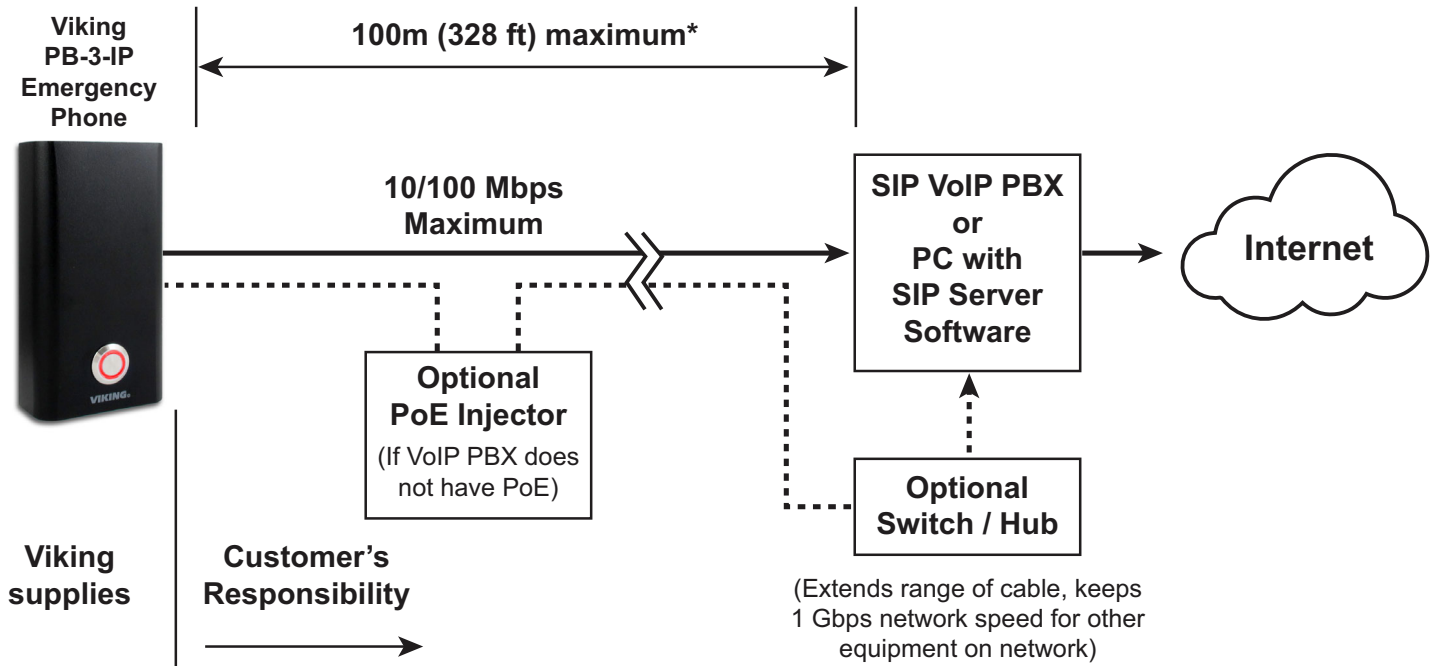 Viking
PB-3-IP
Emergency
Phone
100m (328 ft) maximum*
10/100 Mbps
Maximum
SIP VoIP PBX
or
PC with
SIP Server
Software
Internet
VIKING®
Optional
PoE Injector
(If VoIP PBX does
not have PoE)
Optional
Switch / Hub
(Extends range of cable, keeps
1 Gbps network speed for other
equipment on network)
Viking
supplies
Customer’s
Responsibility